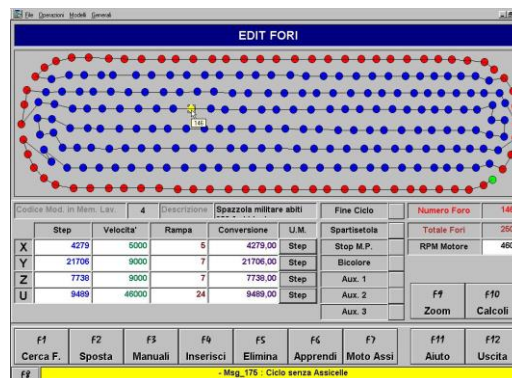 File Operazioni Modelli Generali
EDIT FORI
146
Codice Mod. in Mem. Lav. 4 Descrizione Spazzola militare abiti Fine Ciclo Numero Foro 146
Step Velocita' Rampa Conversione U.M. Spartisetola Totale Fori 250
X 4279 5000 5 4279,00 Step Stop M.P. RPM Motore 460
Y 21706 9000 7 21706,00 Step Bicolore
Z 7738 9000 7 7738,00 Step Aux. 1
U 9489 46000 24 9489,00 Step Aux. 2
Aux. 3
F9 F10
Zoom Calcoli
F1 F2 F3 F4 F5 F6 F7 F11 F12
Cerca F. Sposta Manuali Inserisci Elimina Apprendi Moto Assi Aiuto Uscita
F8 - Msg_175 : Ciclo senza Assicelle